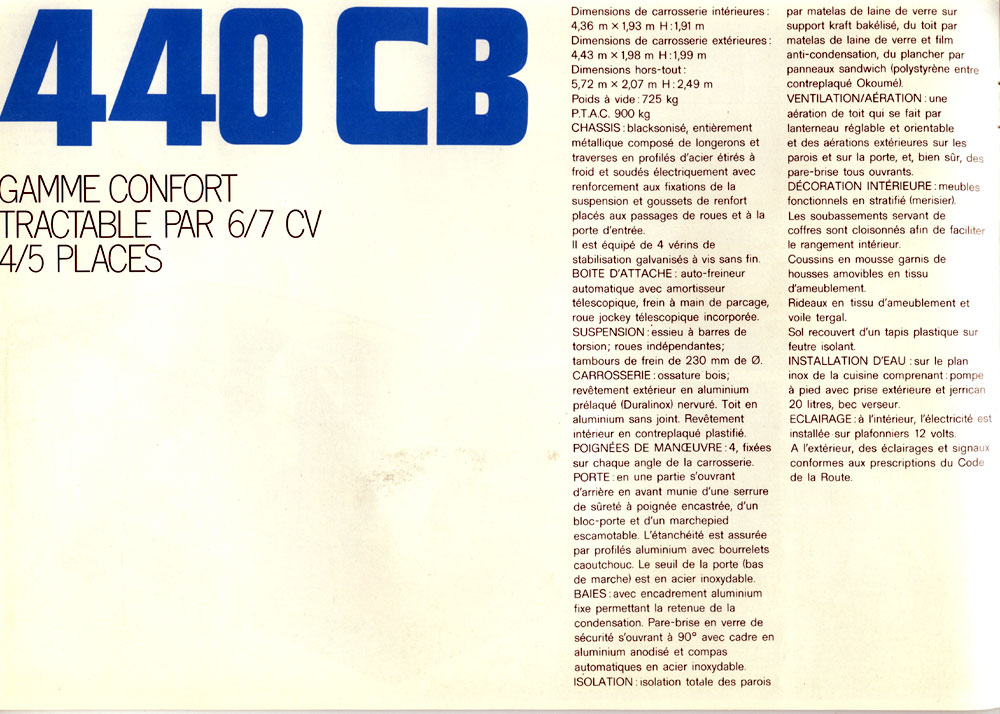 440 CB
GAMME CONFORT
TRACTABLE PAR 6/7 CV
4/5 PLACES
Dimensions de carrosserie intérieures :
4,36 m × 1,93 m H : 1,91 m
Dimensions de carrosserie extérieures :
4,43 m × 1,98 m H : 1,99 m
Dimensions hors-tout :
5,72 m × 2,07 m H : 2,49 m
Poids à vide : 725 kg
P.T.A.C. 900 kg
CHASSIS : blacksonisé, entièrement
métallique composé de longerons et
traverses en profilés d'acier étirés à
froid et soudés électriquement avec
renforcement aux fixations de la
suspension et goussets de renfort
placés aux passages de roues et à la
porte d'entrée.
Il est équipé de 4 vérins de
stabilisation galvanisés à vis sans fin.
BOITE D'ATTACHE : auto-freineur
automatique avec amortisseur
télescopique, frein à main de parcage,
roue jockey télescopique incorporée.
SUSPENSION : essieu à barres de
torsion; roues indépendantes;
tambours de frein de 230 mm de Ø.
CARROSSERIE : ossature bois;
revêtement extérieur en aluminium
prélaqué (Duralinox) nervuré. Toit en
aluminium sans joint. Revêtement
intérieur en contreplaqué plastifié.
POIGNÉES DE MANŒUVRE : 4, fixées
sur chaque angle de la carrosserie.
PORTE : en une partie s'ouvrant
d'arrière en avant munie d'une serrure
de sûreté à poignée encastrée, d'un
bloc-porte et d'un marchepied
escamotable. L'étanchéité est assurée
par profilés aluminium avec bourrelets
caoutchouc. Le seuil de la porte (bas
de marche) est en acier inoxydable.
BAIES : avec encadrement aluminium
fixe permettant la retenue de la
condensation. Pare-brise en verre de
sécurité s'ouvrant à 90° avec cadre en
aluminium anodisé et compas
automatiques en acier inoxydable.
ISOLATION : isolation totale des parois
par matelas de laine de verre sur
support kraft bakélisé, du toit par
matelas de laine de verre et film
anti-condensation, du plancher par
panneaux sandwich (polystyrène entre
contreplaqué Okoumé).
VENTILATION/AÉRATION : une
aération de toit qui se fait par
lanterneau réglable et orientable
et des aérations extérieures sur les
parois et sur la porte, et, bien sûr, des
pare-brise tous ouvrants.
DÉCORATION INTÉRIEURE : meubles
fonctionnels en stratifié (merisier).
Les soubassements servant de
coffres sont cloisonnés afin de faciliter
le rangement intérieur.
Coussins en mousse garnis de
housses amovibles en tissu
d'ameublement.
Rideaux en tissu d'ameublement et
voile tergal.
Sol recouvert d'un tapis plastique sur
feutre isolant.
INSTALLATION D'EAU : sur le plan
inox de la cuisine comprenant : pompe
à pied avec prise extérieure et jerrican
20 litres, bec verseur.
ECLAIRAGE : à l'intérieur, l'électricité est
installée sur plafonniers 12 volts.
A l'extérieur, des éclairages et signaux
conformes aux prescriptions du Code
de la Route.